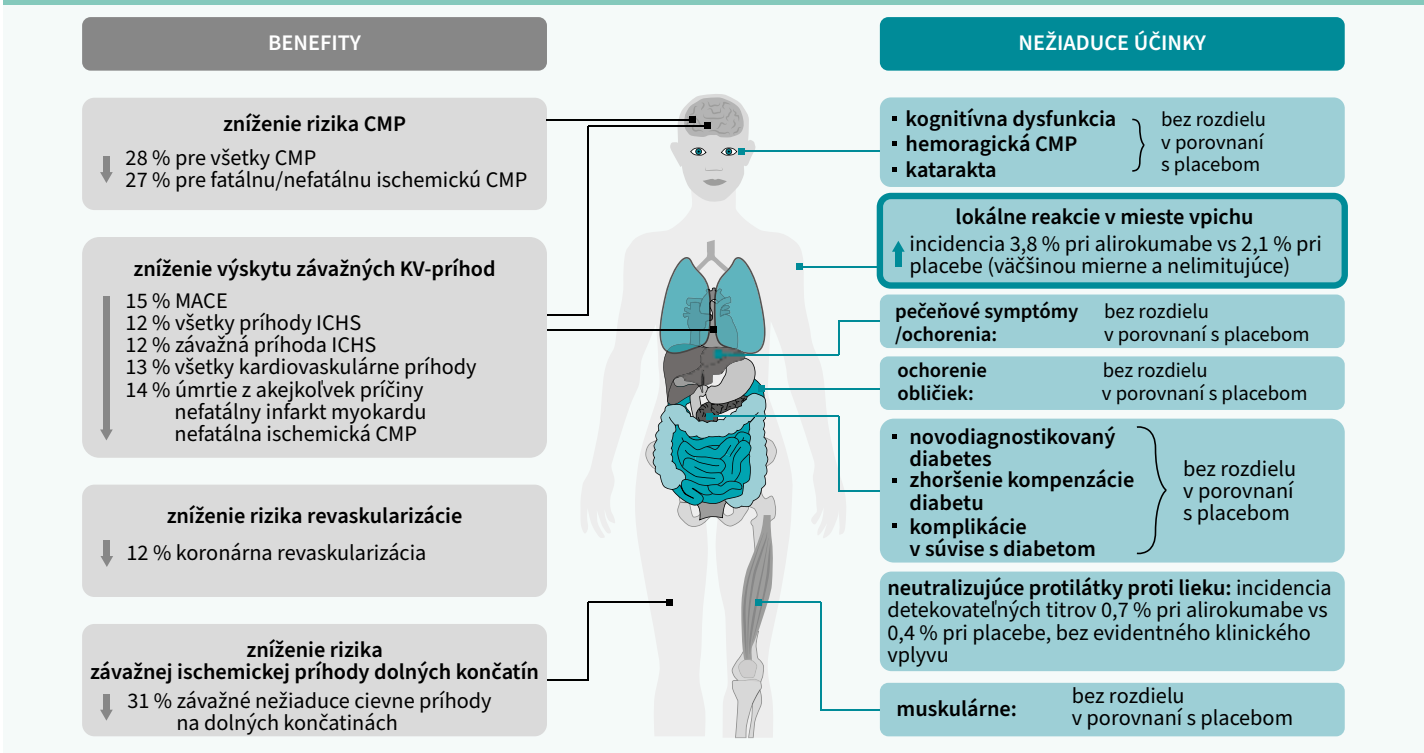 BENEFITY
zníženie rizika CMP
28 % pre všetky CMP
27 % pre fatálnu/nefatálnu ischemickú CMP
zníženie výskytu závažných KV-príhod
15 % MACE
12 % všetky príhody ICHS
12 % závažná príhoda ICHS
13 % všetky kardiovaskulárne príhody
14 % úmrtie z akejkoľvek príčiny
nefatálny infarkt myokardu
nefatálna ischemická CMP
zníženie rizika revaskularizácie
12 % koronárna revaskularizácia
zníženie rizika
závažnej ischemickej príhody dolných končatín
31 % závažné nežiaduce cievne príhody
na dolných končatinách
NEŽIADUCE ÚČINKY
▪ kognitívna dysfunkcia
▪ hemoragická CMP
▪ katarakta
bez rozdielu
v porovnaní
s placebom
lokálne reakcie v mieste vpichu
incidencia 3,8 % pri alirokumabe vs 2,1 % pri
placebe (väčšinou mierne a nelimitujúce)
pečeňové symptómy
/ochorenia:
bez rozdielu
v porovnaní s placebom
ochorenie
obličiek:
bez rozdielu
v porovnaní s placebom
▪ novodiagnostikovaný
diabetes
▪ zhoršenie kompenzácie
diabetu
▪ komplikácie
v súvise s diabetom
bez rozdielu
v porovnaní
s placebom
neutralizujúce protilátky proti lieku: incidencia
detekovateľných titrov 0,7 % pri alirokumabe vs
0,4 % pri placebe, bez evidentného klinického
vplyvu
muskulárne:
bez rozdielu
v porovnaní s placebom